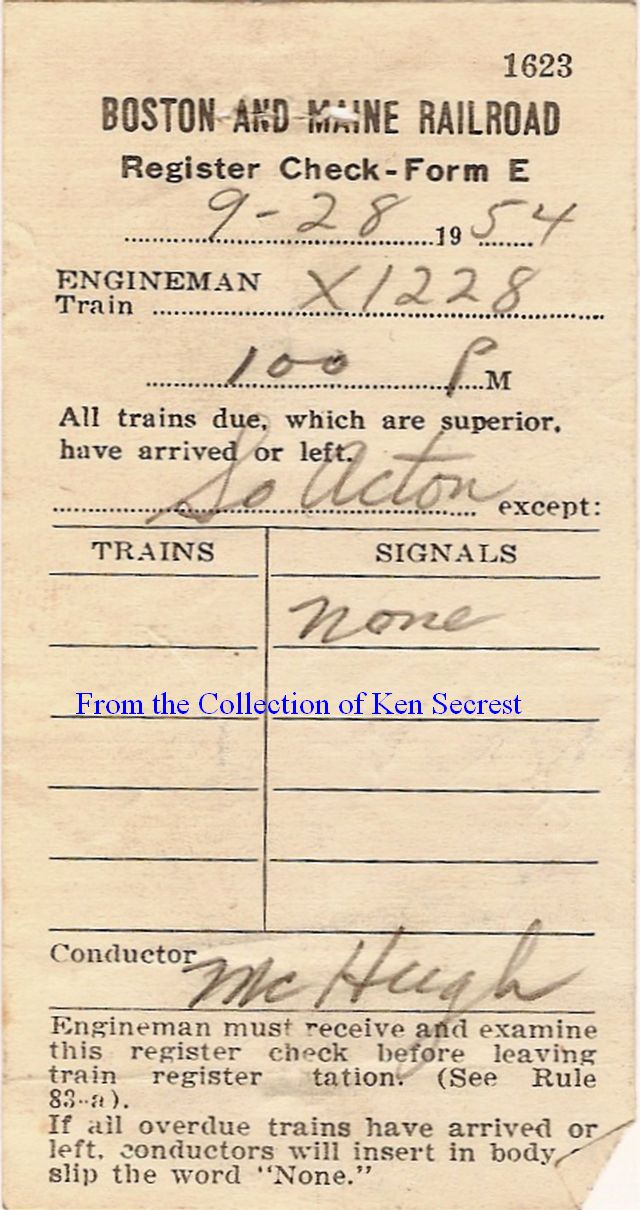 1623
BOSTON AND MAINE RAILROAD
Register Check-Form E
9-28 1954
ENGINEMAN
Train X1228
100 P M
All trains due, which are superior,
have arrived or left.
So Acton except:
TRAINS SIGNALS
None
From the Collection of Ken Secrest
Conductor McHugh
Engineman must receive and examine
this register check before leaving
train register tation. (See Rule
83-a).
If all overdue trains have arrived or
left, conductors will insert in body
slip the word "None."